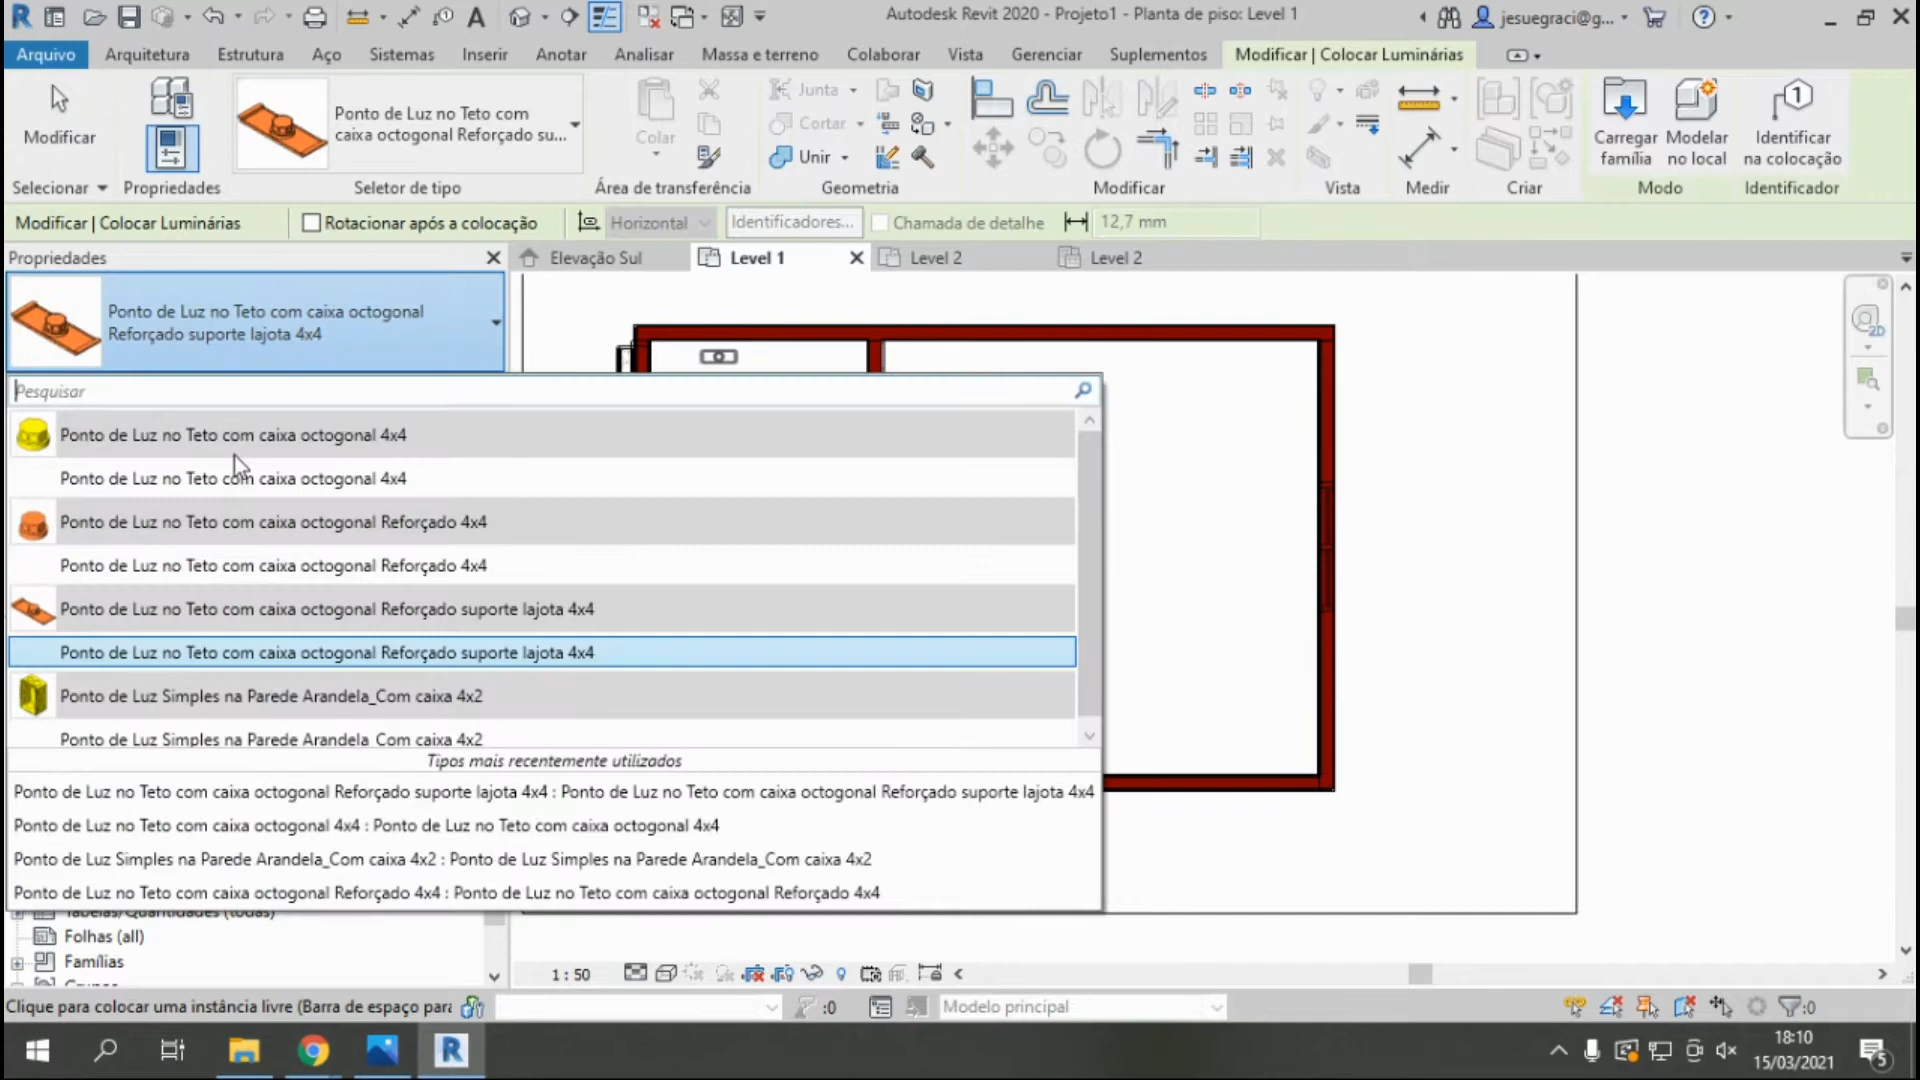 Autodesk Revit 2020 - Projeto1 - Planta de piso: Level 1
jesuegraci@g...
Arquivo Arquitetura Estrutura Aço Sistemas Inserir Anotar Analisar Massa e terreno Colaborar Vista Gerenciar Suplementos Modificar | Colocar Luminárias
Modificar
Ponto de Luz no Teto com
caixa octogonal Reforçado su...
Colar
Junta
Cortar
Unir
Carregar
família
Modelar
no local
Identificar
na colocação
Selecionar Propriedades Seletor de tipo Área de transferência Geometria Modificar Vista Medir Criar Modo Identificador
Modificar | Colocar Luminárias Rotacionar após a colocação Horizontal Identificadores... Chamada de detalhe 12,7 mm
Propriedades Elevação Sul Level 1 Level 2 Level 2
Ponto de Luz no Teto com caixa octogonal
Reforçado suporte lajota 4x4
2D
Pesquisar
Ponto de Luz no Teto com caixa octogonal 4x4
Ponto de Luz no Teto com caixa octogonal 4x4
Ponto de Luz no Teto com caixa octogonal Reforçado 4x4
Ponto de Luz no Teto com caixa octogonal Reforçado 4x4
Ponto de Luz no Teto com caixa octogonal Reforçado suporte lajota 4x4
Ponto de Luz no Teto com caixa octogonal Reforçado suporte lajota 4x4
Ponto de Luz Simples na Parede Arandela_Com caixa 4x2
Ponto de Luz Simples na Parede Arandela_Com caixa 4x2
Tipos mais recentemente utilizados
Ponto de Luz no Teto com caixa octogonal Reforçado suporte lajota 4x4 : Ponto de Luz no Teto com caixa octogonal Reforçado suporte lajota 4x4
Ponto de Luz no Teto com caixa octogonal 4x4 : Ponto de Luz no Teto com caixa octogonal 4x4
Ponto de Luz Simples na Parede Arandela_Com caixa 4x2 : Ponto de Luz Simples na Parede Arandela_Com caixa 4x2
Ponto de Luz no Teto com caixa octogonal Reforçado 4x4 : Ponto de Luz no Teto com caixa octogonal Reforçado 4x4
Tabelas/Quantidades (todas)
Folhas (all)
Famílias
1 : 50
Clique para colocar uma instância livre (Barra de espaço para :0 Modelo principal :0
18:10
15/03/2021
5